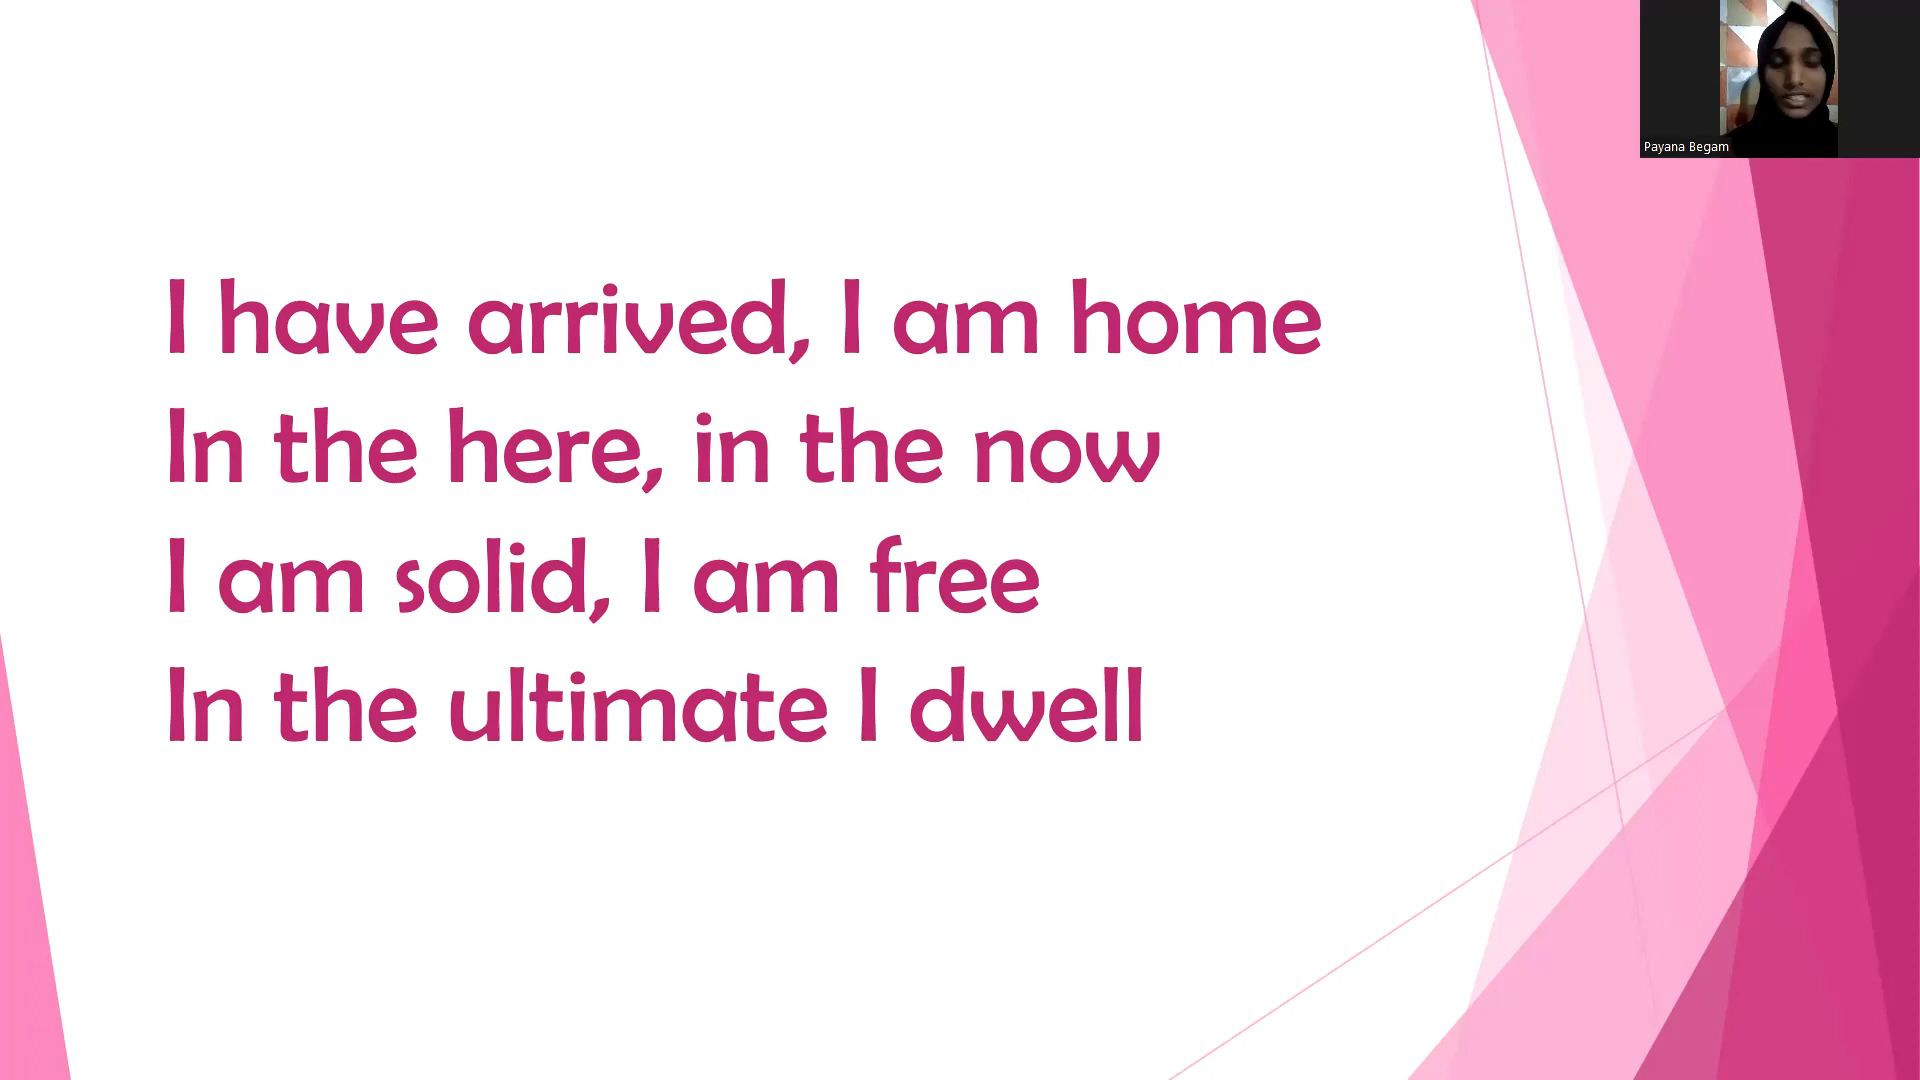 Payana Begam
I have arrived, I am home
In the here, in the now
I am solid, I am free
In the ultimate I dwell